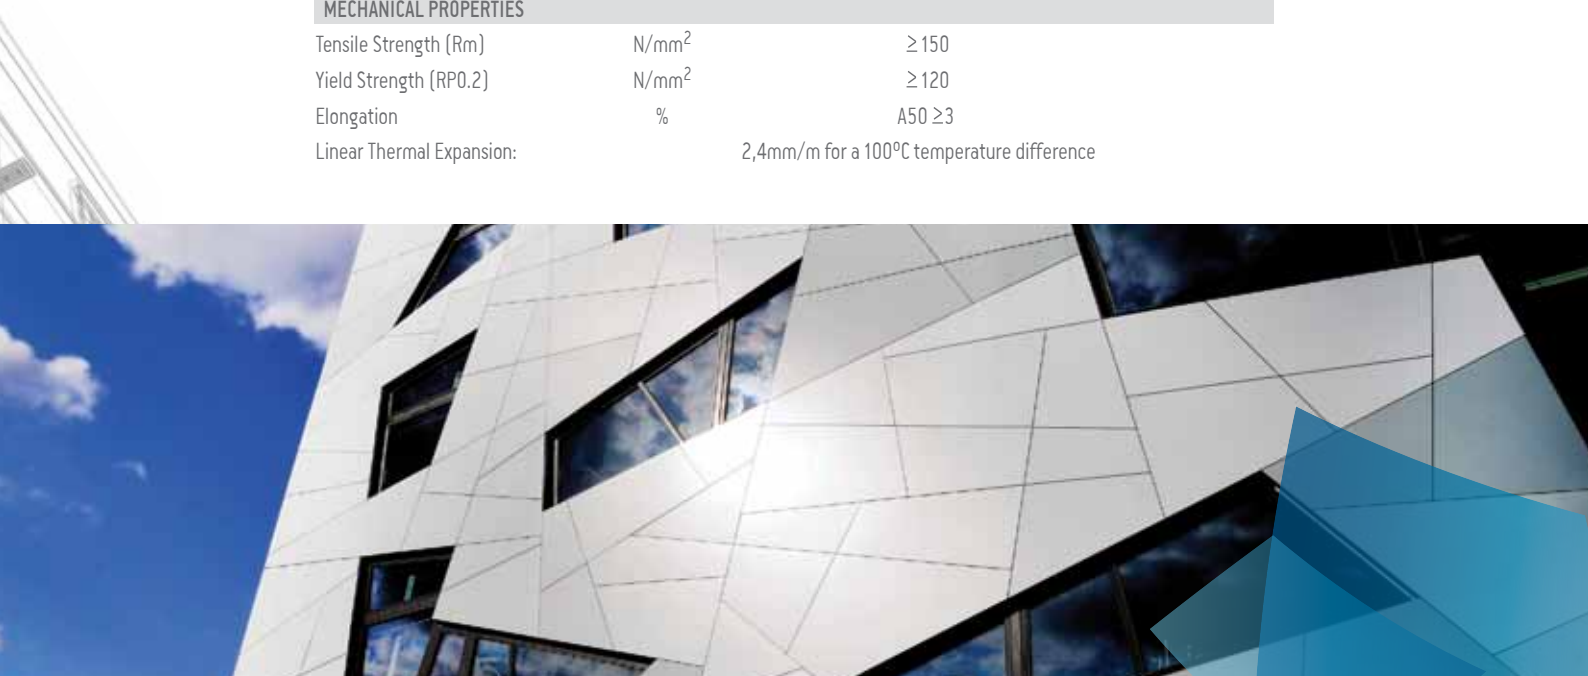 MECHANICAL PROPERTIES
Tensile Strength (Rm) N/mm² ≥150
Yield Strength (RP0.2) N/mm² ≥120
Elongation % A50 ≥3
Linear Thermal Expansion: 2,4mm/m for a 100ºC temperature difference